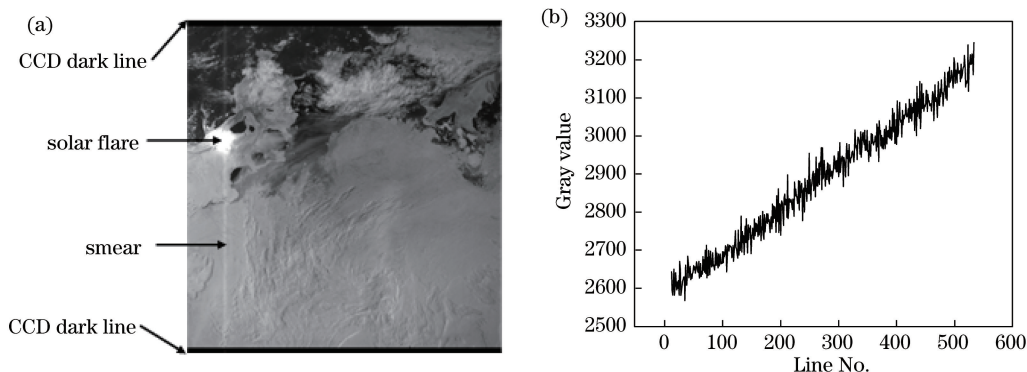 (a)
CCD dark line
solar flare
smear
CCD dark line
(b)
3300
3200
3100
3000
2900
2800
2700
2600
2500
Gray value
0 100 200 300 400 500 600
Line No.